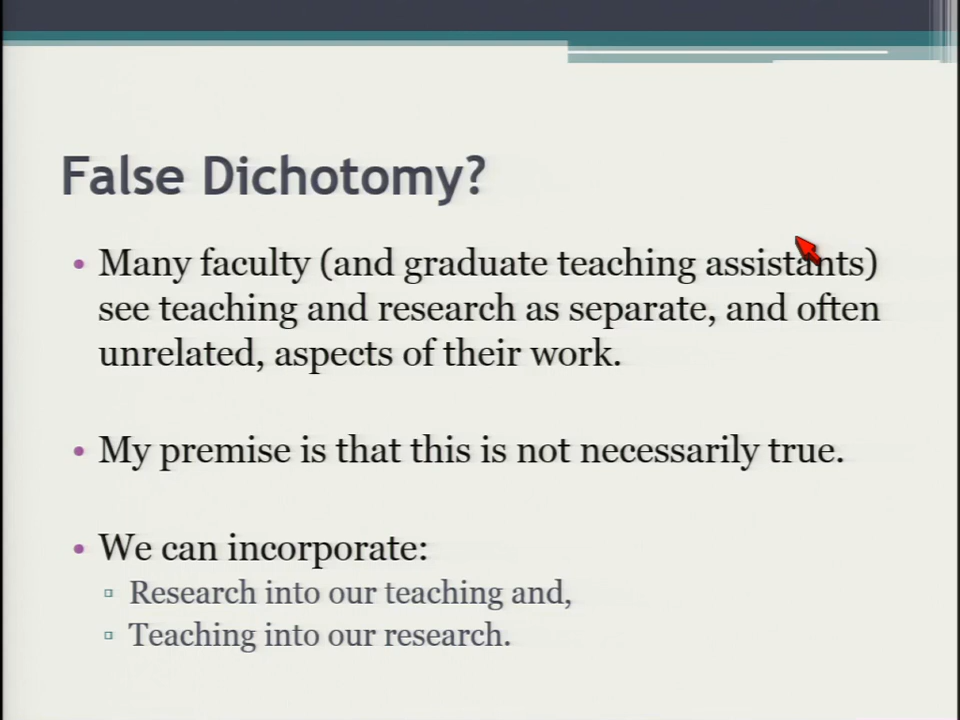 False Dichotomy?
• Many faculty (and graduate teaching assistants)
see teaching and research as separate, and often
unrelated, aspects of their work.
• My premise is that this is not necessarily true.
• We can incorporate:
▫ Research into our teaching and,
▫ Teaching into our research.